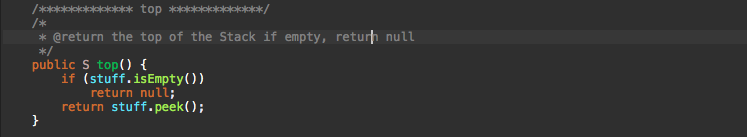 /************* top *************/
/*
 * @return the top of the Stack if empty, return null
 */
public S top() {
    if (stuff.isEmpty())
        return null;
    return stuff.peek();
}